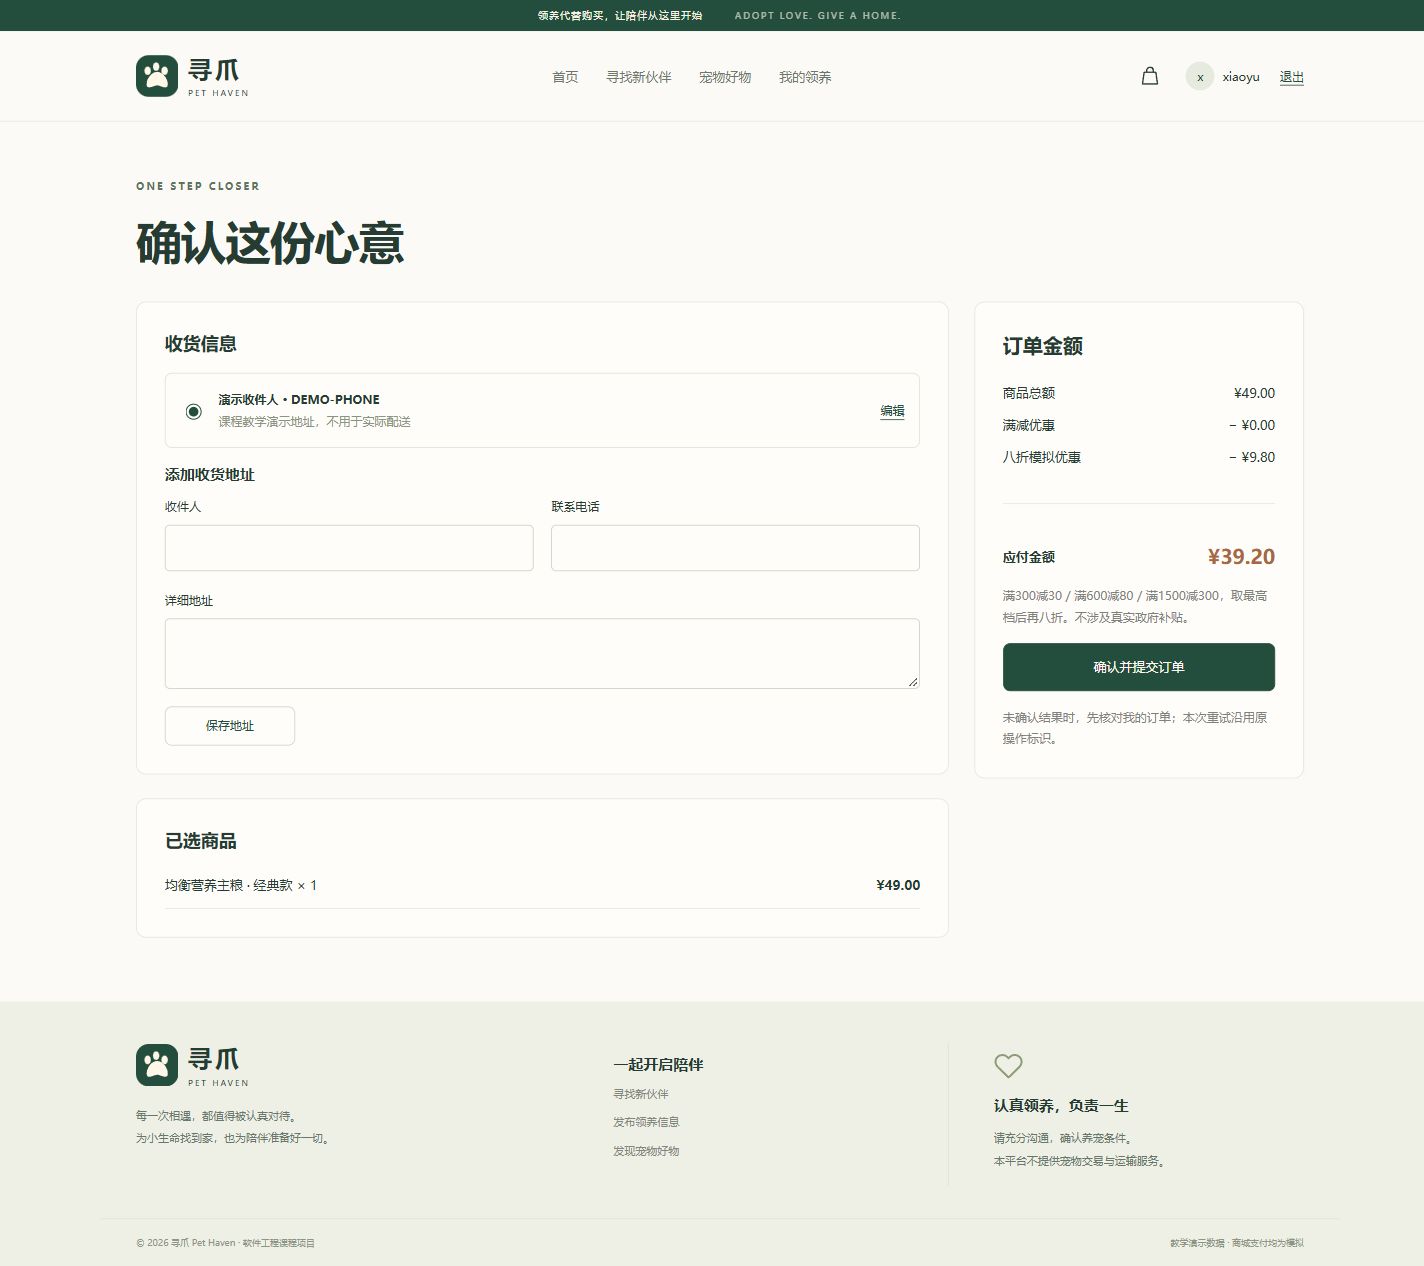 领养代替购买，让陪伴从这里开始 ADOPT LOVE. GIVE A HOME.
寻爪
PET HAVEN
首页 寻找新伙伴 宠物好物 我的领养
x xiaoyu 退出
ONE STEP CLOSER
确认这份心意
收货信息
演示收件人 • DEMO-PHONE
课程教学演示地址，不用于实际配送
编辑
添加收货地址
收件人 联系电话
详细地址
保存地址
订单金额
商品总额 ¥49.00
满减优惠 − ¥0.00
八折模拟优惠 − ¥9.80
应付金额 ¥39.20
满300减30 / 满600减80 / 满1500减300，取最高
档后再八折。不涉及真实政府补贴。
确认并提交订单
未确认结果时，先核对我的订单；本次重试沿用原
操作标识。
已选商品
均衡营养主粮 · 经典款 × 1 ¥49.00
寻爪
PET HAVEN
每一次相遇，都值得被认真对待。
为小生命找到家，也为陪伴准备好一切。
一起开启陪伴
寻找新伙伴
发布领养信息
发现宠物好物
认真领养，负责一生
请充分沟通，确认养宠条件。
本平台不提供宠物交易与运输服务。
© 2026 寻爪 Pet Haven · 软件工程课程项目
教学演示数据 · 商城支付均为模拟